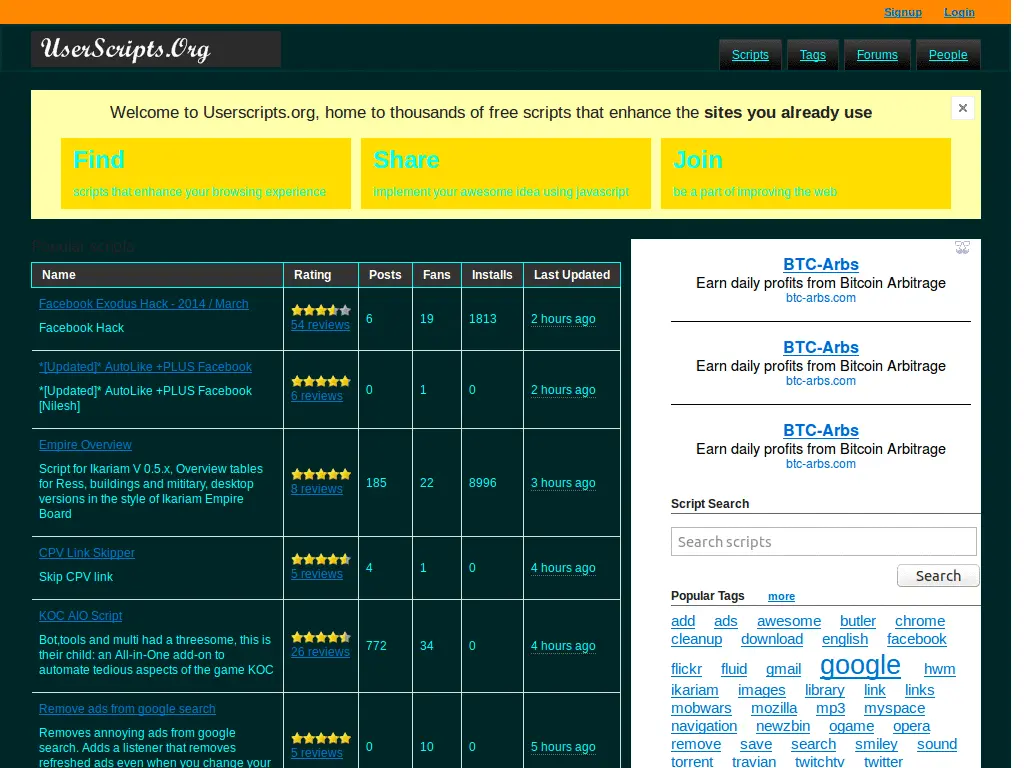 Signup Login
UserScripts.Org
Scripts Tags Forums People
Welcome to Userscripts.org, home to thousands of free scripts that enhance the sites you already use
Find
scripts that enhance your browsing experience
Share
implement your awesome idea using javascript
Join
be a part of improving the web
Popular scripts
Name Rating Posts Fans Installs Last Updated
Facebook Exodus Hack - 2014 / March
Facebook Hack
54 reviews
6 19 1813 2 hours ago
*[Updated]* AutoLike +PLUS Facebook
*[Updated]* AutoLike +PLUS Facebook
[Nilesh]
6 reviews
0 1 0 2 hours ago
Empire Overview
Script for Ikariam V 0.5.x, Overview tables
for Ress, buildings and mititary, desktop
versions in the style of Ikariam Empire
Board
8 reviews
185 22 8996 3 hours ago
CPV Link Skipper
Skip CPV link
5 reviews
4 1 0 4 hours ago
KOC AIO Script
Bot,tools and multi had a threesome, this is
their child: an All-in-One add-on to
automate tedious aspects of the game KOC
26 reviews
772 34 0 4 hours ago
Remove ads from google search
Removes annoying ads from google
search. Adds a listener that removes
refreshed ads even when you change your
5 reviews
0 10 0 5 hours ago
BTC-Arbs
Earn daily profits from Bitcoin Arbitrage
btc-arbs.com
BTC-Arbs
Earn daily profits from Bitcoin Arbitrage
btc-arbs.com
BTC-Arbs
Earn daily profits from Bitcoin Arbitrage
btc-arbs.com
Script Search
Search scripts
Search
Popular Tags more
add ads awesome butler chrome
cleanup download english facebook
flickr fluid gmail google hwm
ikariam images library link links
mobwars mozilla mp3 myspace
navigation newzbin ogame opera
remove save search smiley sound
torrent travian twitchtv twitter